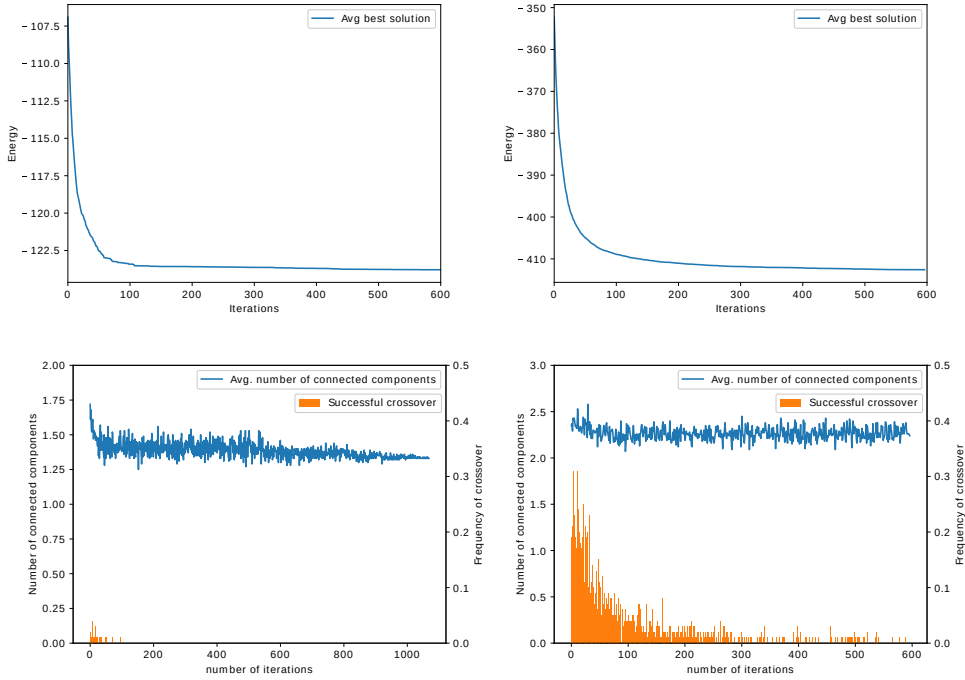 Avg best solution
Energy
−107.5
−110.0
−112.5
−115.0
−117.5
−120.0
−122.5
0 100 200 300 400 500 600
Iterations
Avg best solution
Energy
−350
−360
−370
−380
−390
−400
−410
0 100 200 300 400 500 600
Iterations
Avg. number of connected components
Successful crossover
Number of connected components
2.00
1.75
1.50
1.25
1.00
0.75
0.50
0.25
0.00
0 200 400 600 800 1000
number of iterations
0.5
0.4
0.3
0.2
0.1
0.0
Frequency of crossover
Avg. number of connected components
Successful crossover
Number of connected components
3.0
2.5
2.0
1.5
1.0
0.5
0.0
0 100 200 300 400 500 600
number of iterations
0.5
0.4
0.3
0.2
0.1
0.0
Frequency of crossover